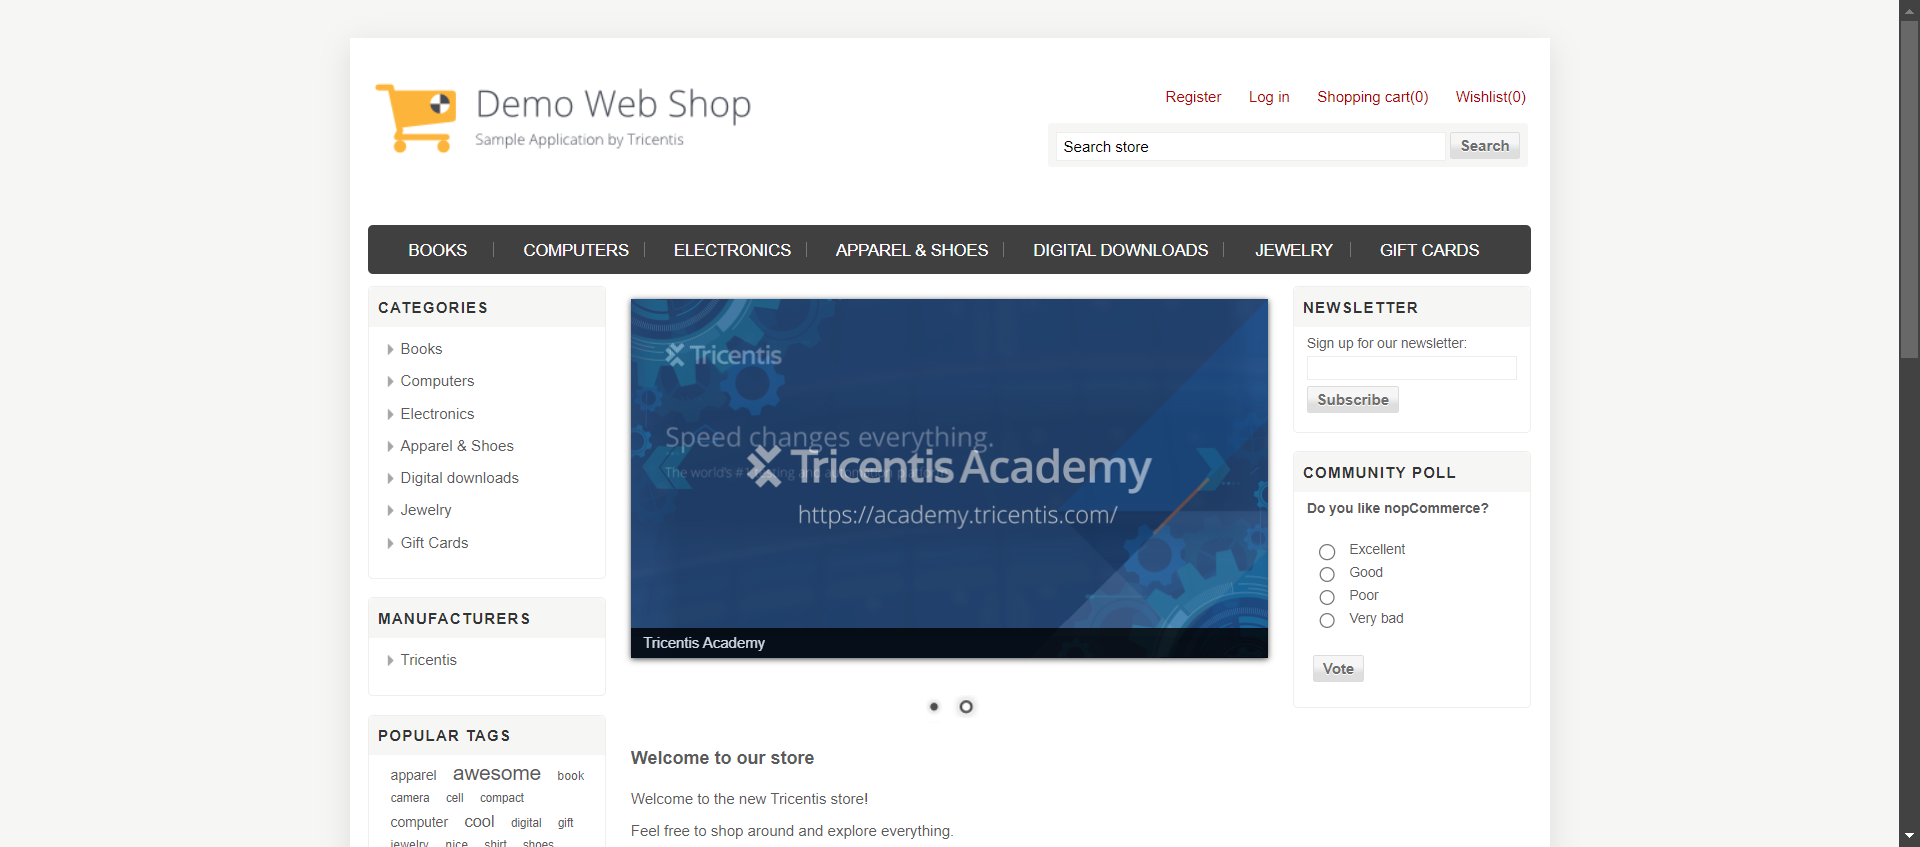 Demo Web Shop
Sample Application by Tricentis
Register Log in Shopping cart(0) Wishlist(0)
Search store Search
BOOKS COMPUTERS ELECTRONICS APPAREL & SHOES DIGITAL DOWNLOADS JEWELRY GIFT CARDS
CATEGORIES
Books
Computers
Electronics
Apparel & Shoes
Digital downloads
Jewelry
Gift Cards
MANUFACTURERS
Tricentis
POPULAR TAGS
apparel awesome book
camera cell compact
computer cool digital gift
jewelry nice shirt shoes
Tricentis
Speed changes everything.
The world's #1 testing and automation platform
Tricentis Academy
https://academy.tricentis.com/
Tricentis Academy
Welcome to our store
Welcome to the new Tricentis store!
Feel free to shop around and explore everything.
NEWSLETTER
Sign up for our newsletter:
Subscribe
COMMUNITY POLL
Do you like nopCommerce?
Excellent
Good
Poor
Very bad
Vote